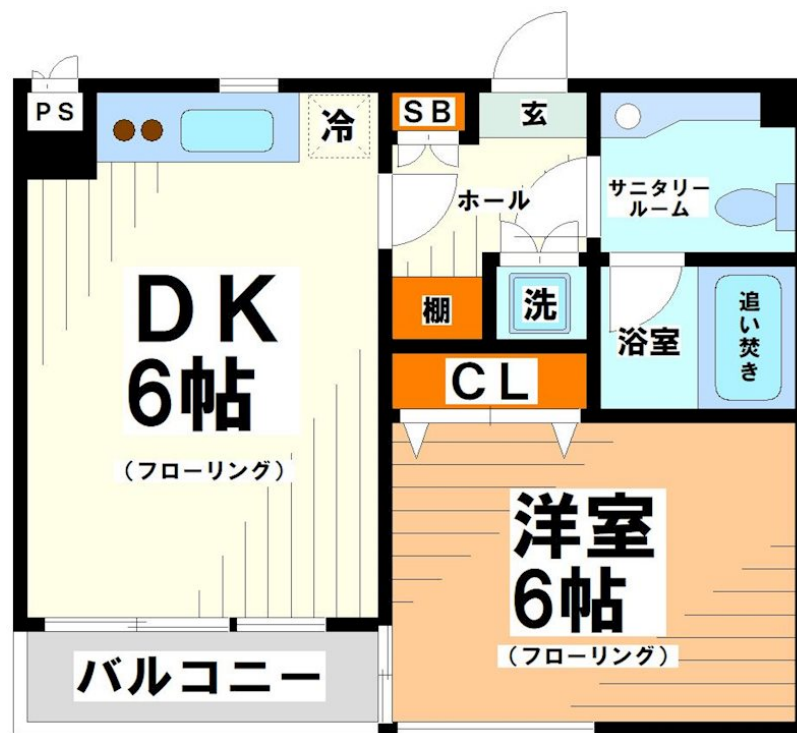 PS
冷
SB
玄
ホール
サニタリー
ルーム
DK
6帖
(フローリング)
棚
洗
浴室
追い焚き
CL
洋室
6帖
(フローリング)
バルコニー